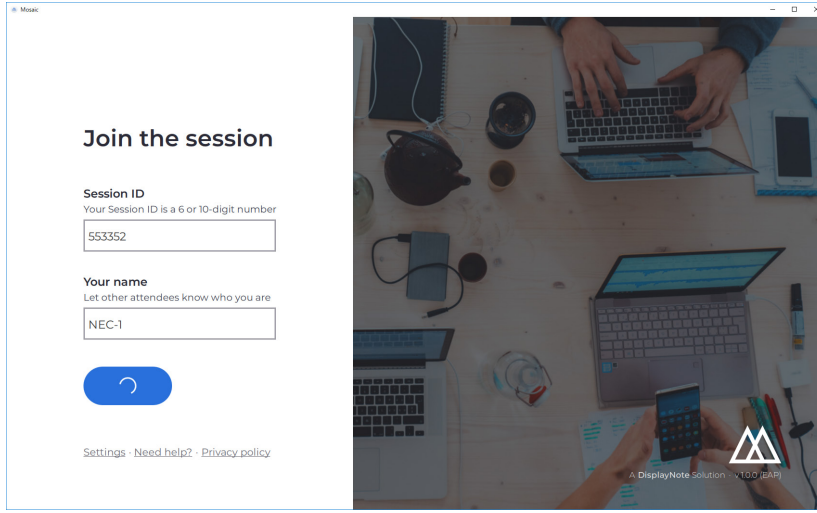 Mosaic
Join the session
Session ID
Your Session ID is a 6 or 10-digit number
553352
Your name
Let other attendees know who you are
NEC-1
Settings · Need help? · Privacy policy
A DisplayNote Solution - v1.0.0 (EAP)